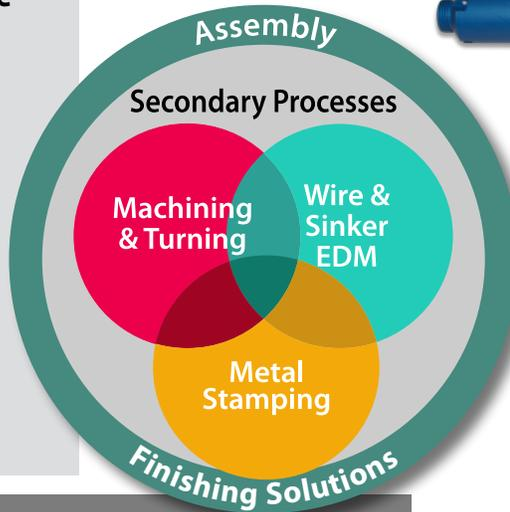 Assembly
Secondary Processes
Machining
& Turning
Wire &
Sinker
EDM
Metal
Stamping
Finishing Solutions